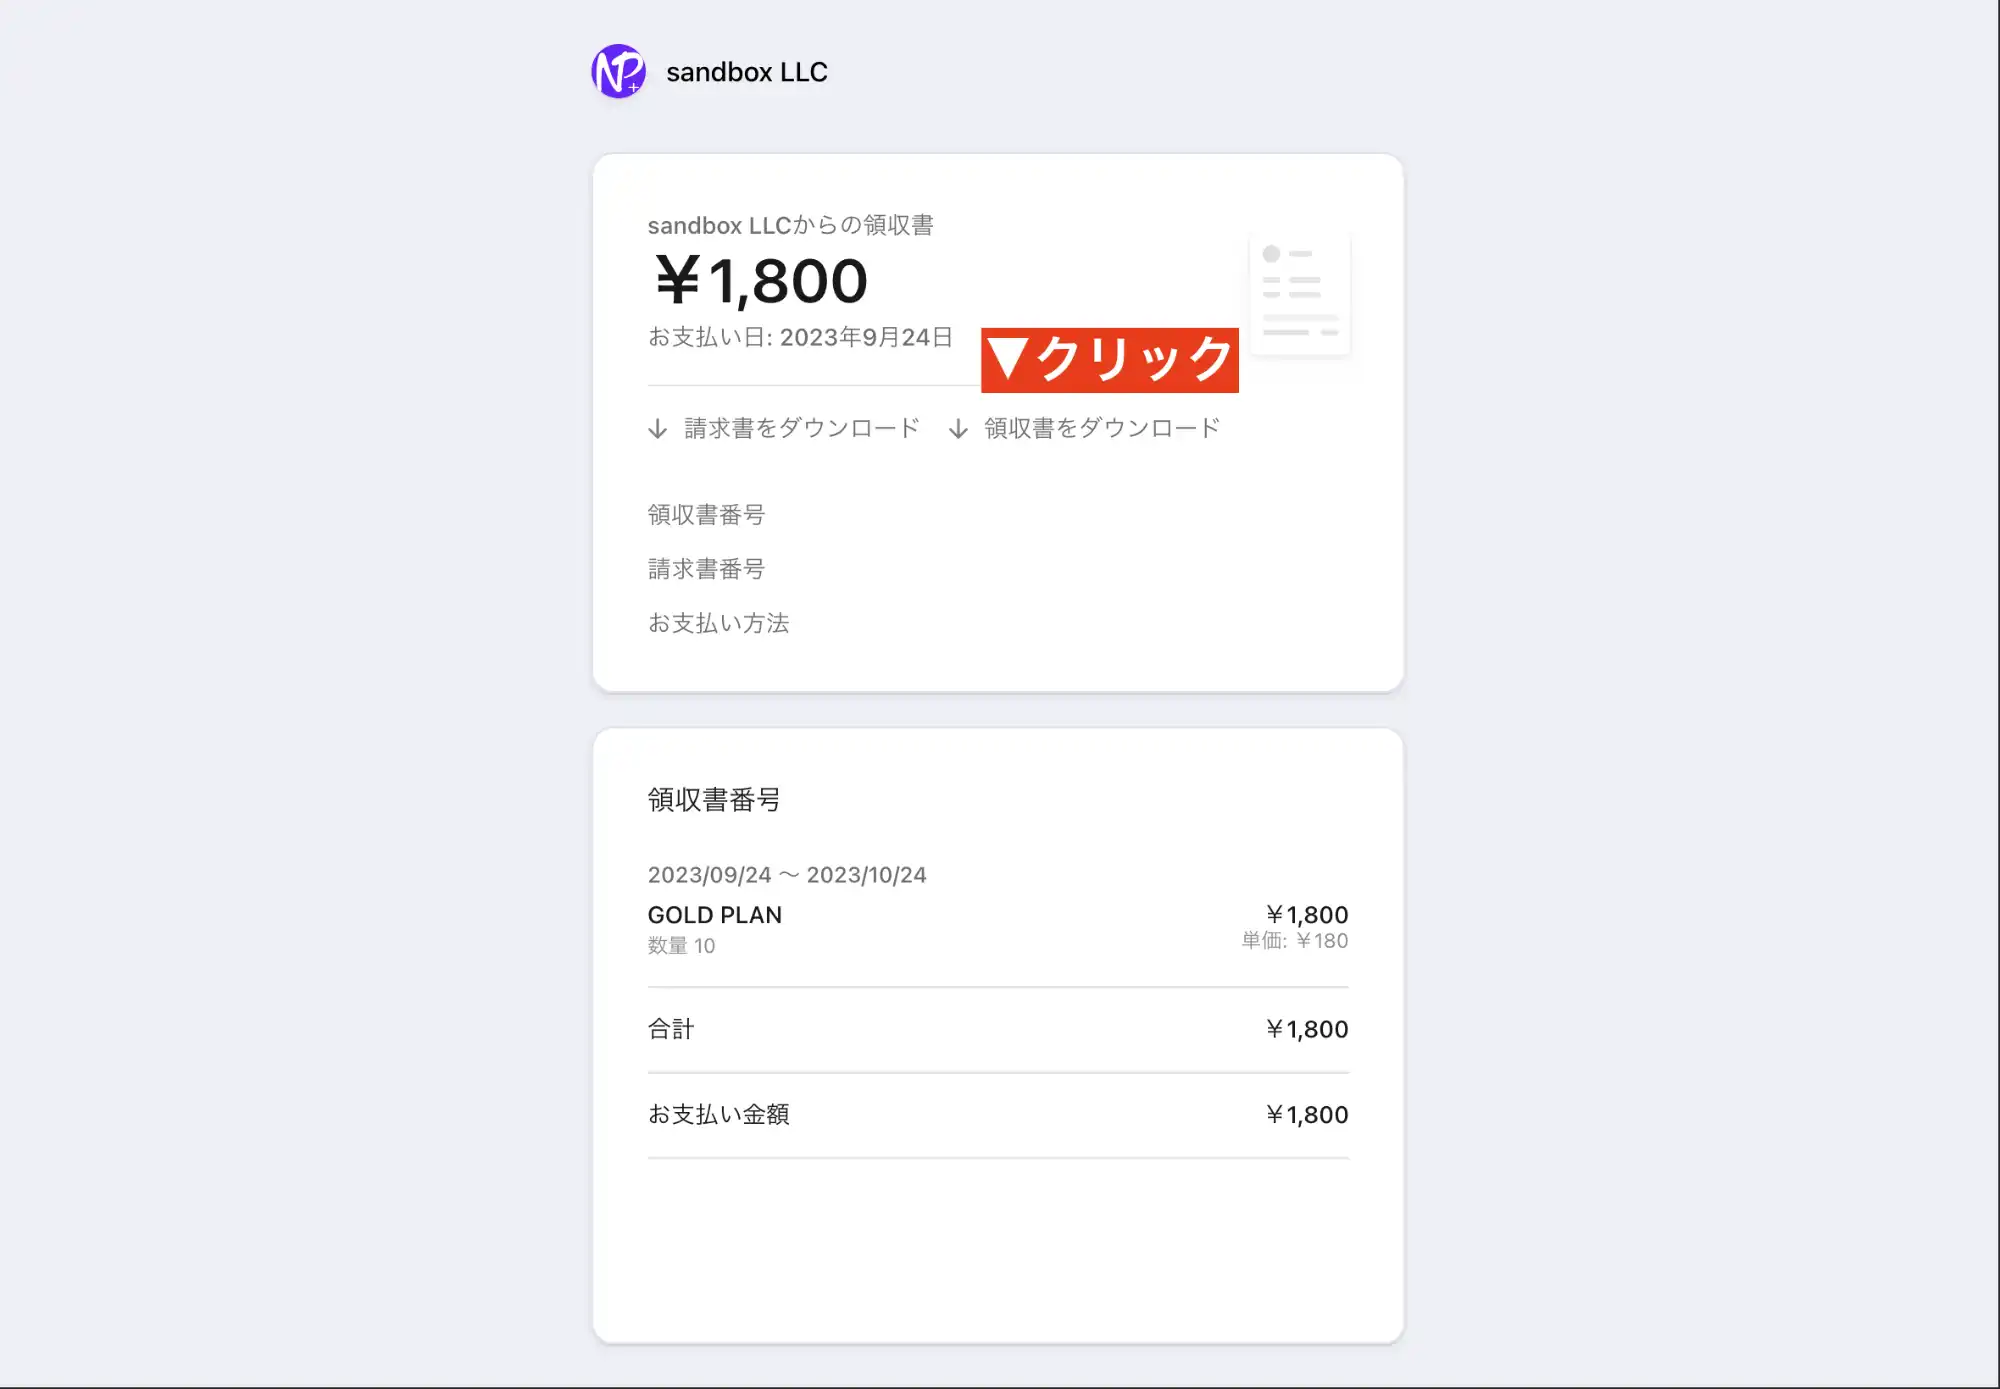 NP+
sandbox LLC
sandbox LLCからの領収書
¥1,800
お支払い日: 2023年9月24日
▼クリック
↓ 請求書をダウンロード ↓ 領収書をダウンロード
領収書番号
請求書番号
お支払い方法
領収書番号
2023/09/24 〜 2023/10/24
GOLD PLAN ¥1,800
数量 10 単価: ¥180
合計 ¥1,800
お支払い金額 ¥1,800